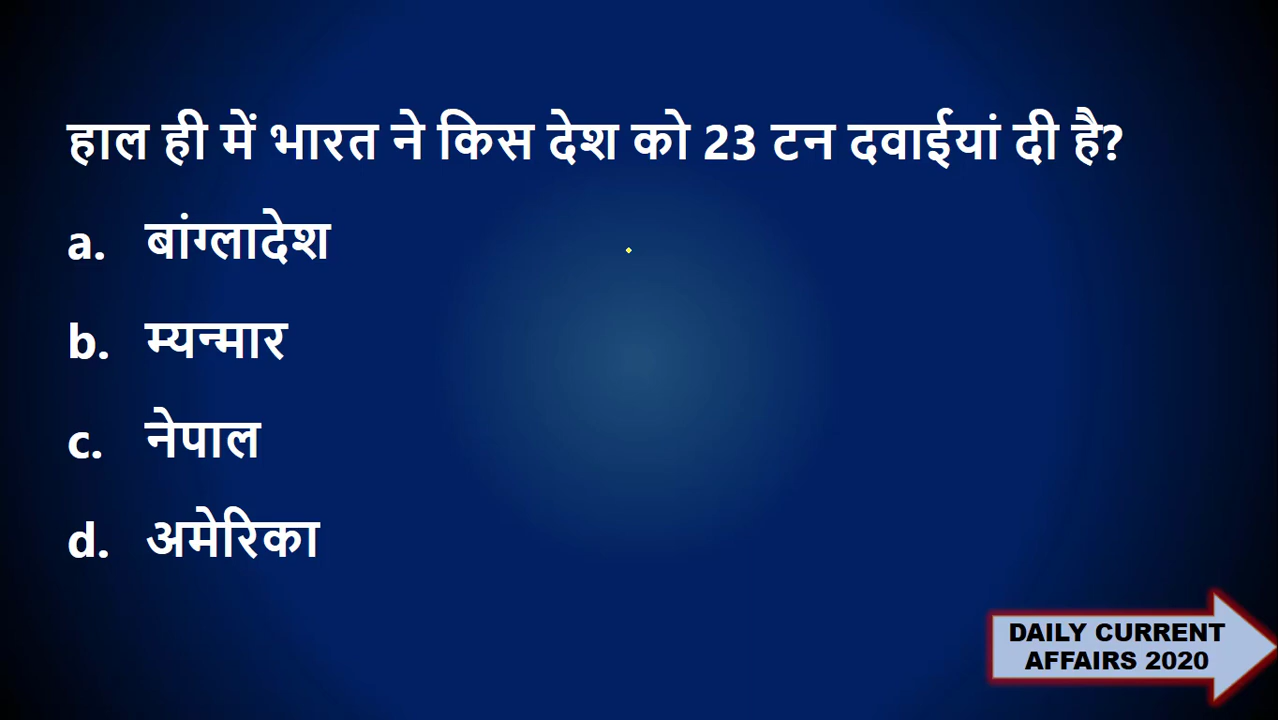 हाल ही में भारत ने किस देश को 23 टन दवाईयां दी है?
a. बांग्लादेश
b. म्यन्मार
c. नेपाल
d. अमेरिका
DAILY CURRENT
AFFAIRS 2020